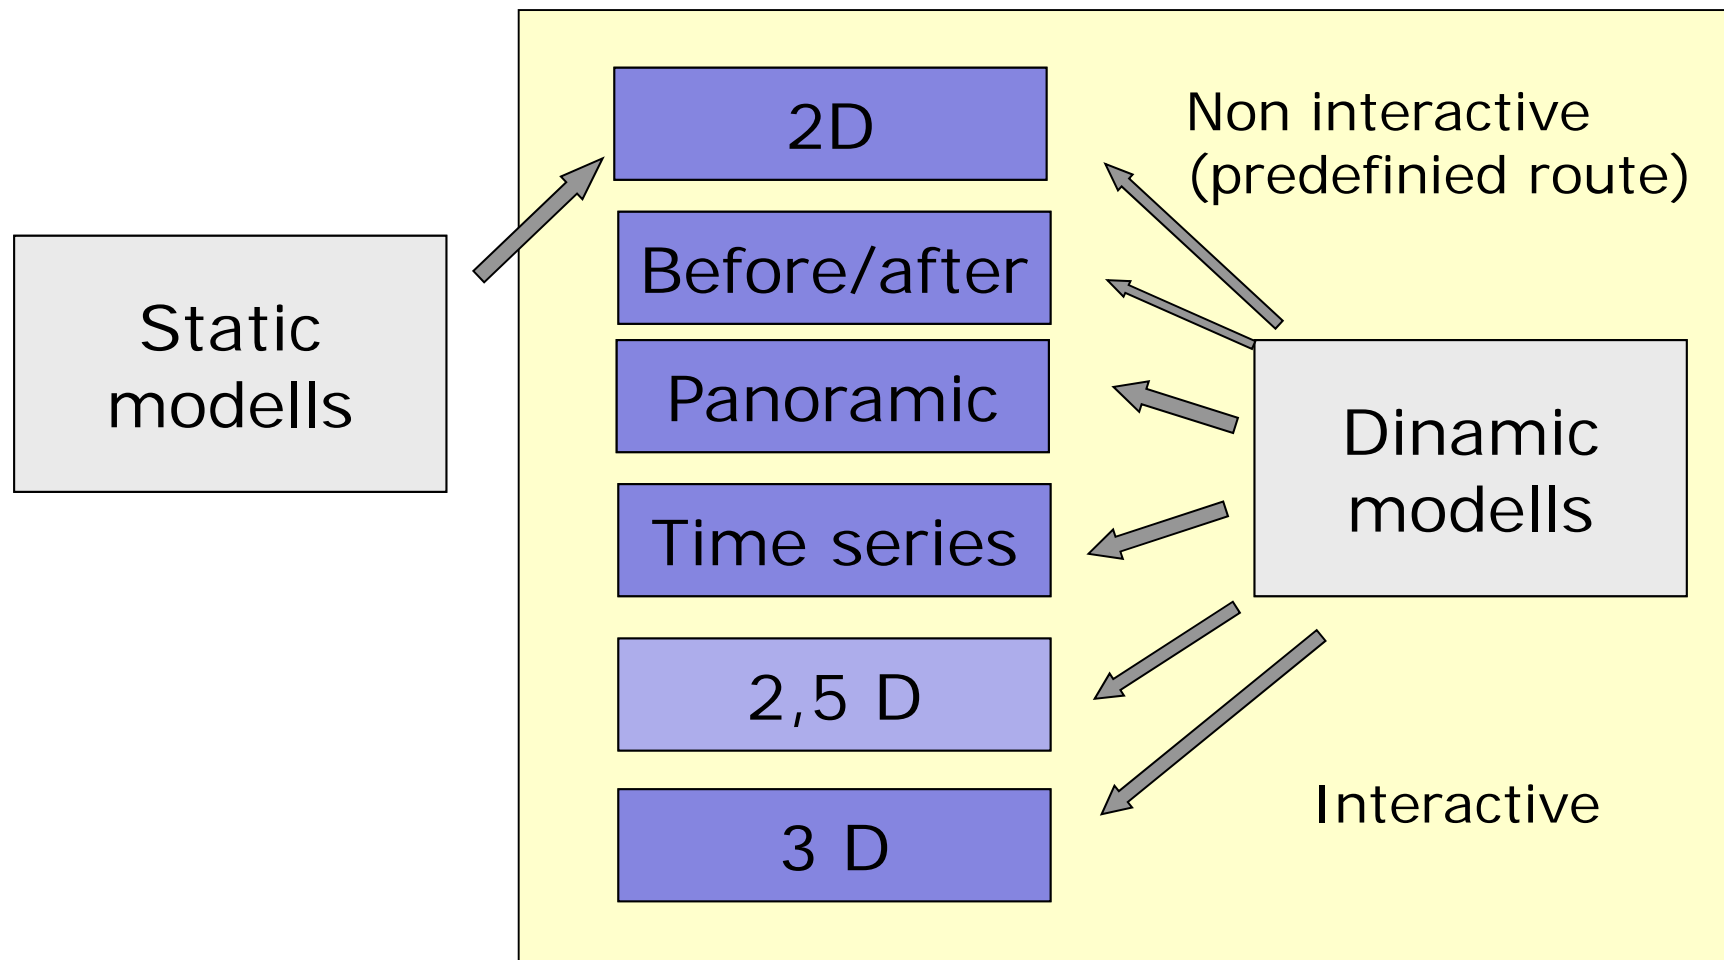 2D
Non interactive
(predefinied route)
Before/after
Static
modells
Panoramic
Dinamic
modells
Time series
2,5 D
Interactive
3 D